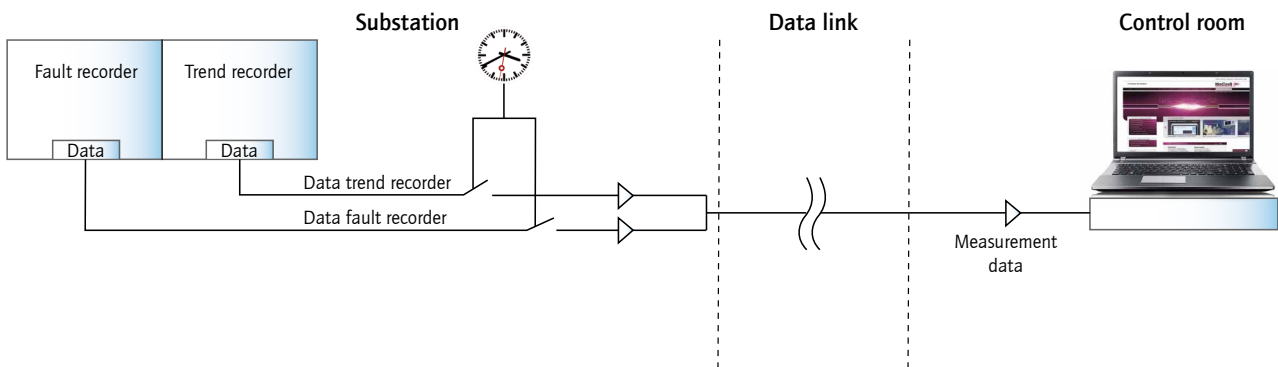 Substation
Data link
Control room
Fault recorder
Trend recorder
Data
Data
Data trend recorder
Data fault recorder
Measurement
data